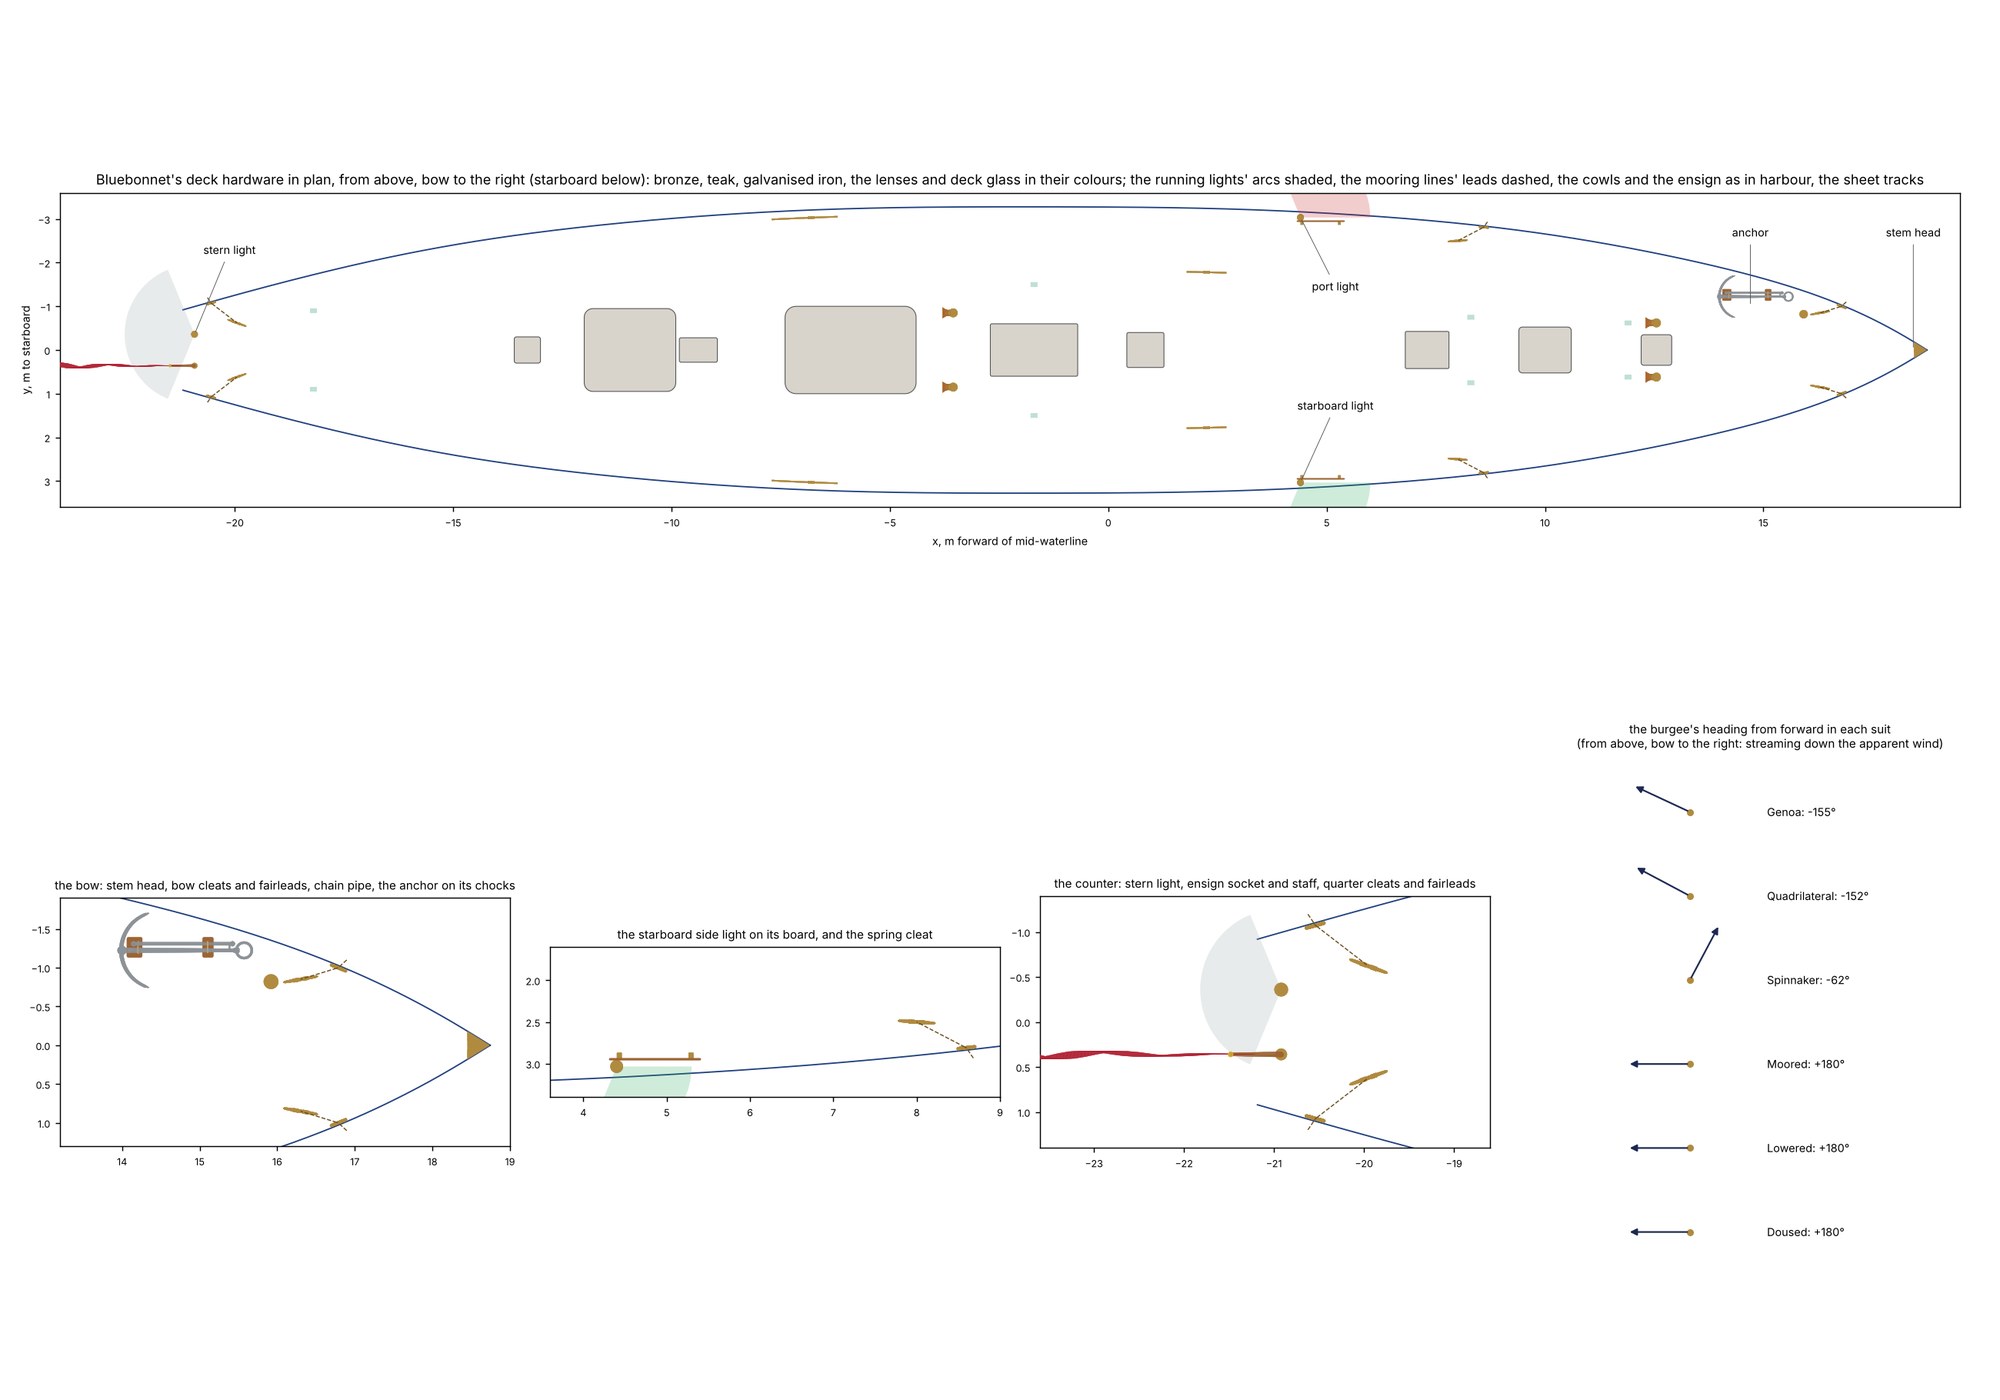 Bluebonnet's deck hardware in plan, from above, bow to the right (starboard below): bronze, teak, galvanised iron, the lenses and deck glass in their colours; the running lights' arcs shaded, the mooring lines' leads dashed, the cowls and the ensign as in harbour, the sheet tracks
−3
−2
−1
0
1
2
3
y, m to starboard
stern light
port light
starboard light
anchor
stem head
−20
−15
−10
−5
0
5
10
15
x, m forward of mid-waterline
the burgee's heading from forward in each suit
(from above, bow to the right: streaming down the apparent wind)
Genoa: -155°
Quadrilateral: -152°
Spinnaker: -62°
Moored: +180°
Lowered: +180°
Doused: +180°
the bow: stem head, bow cleats and fairleads, chain pipe, the anchor on its chocks
−1.5
−1.0
−0.5
0.0
0.5
1.0
14
15
16
17
18
19
the starboard side light on its board, and the spring cleat
2.0
2.5
3.0
4
5
6
7
8
9
the counter: stern light, ensign socket and staff, quarter cleats and fairleads
−1.0
−0.5
0.0
0.5
1.0
−23
−22
−21
−20
−19